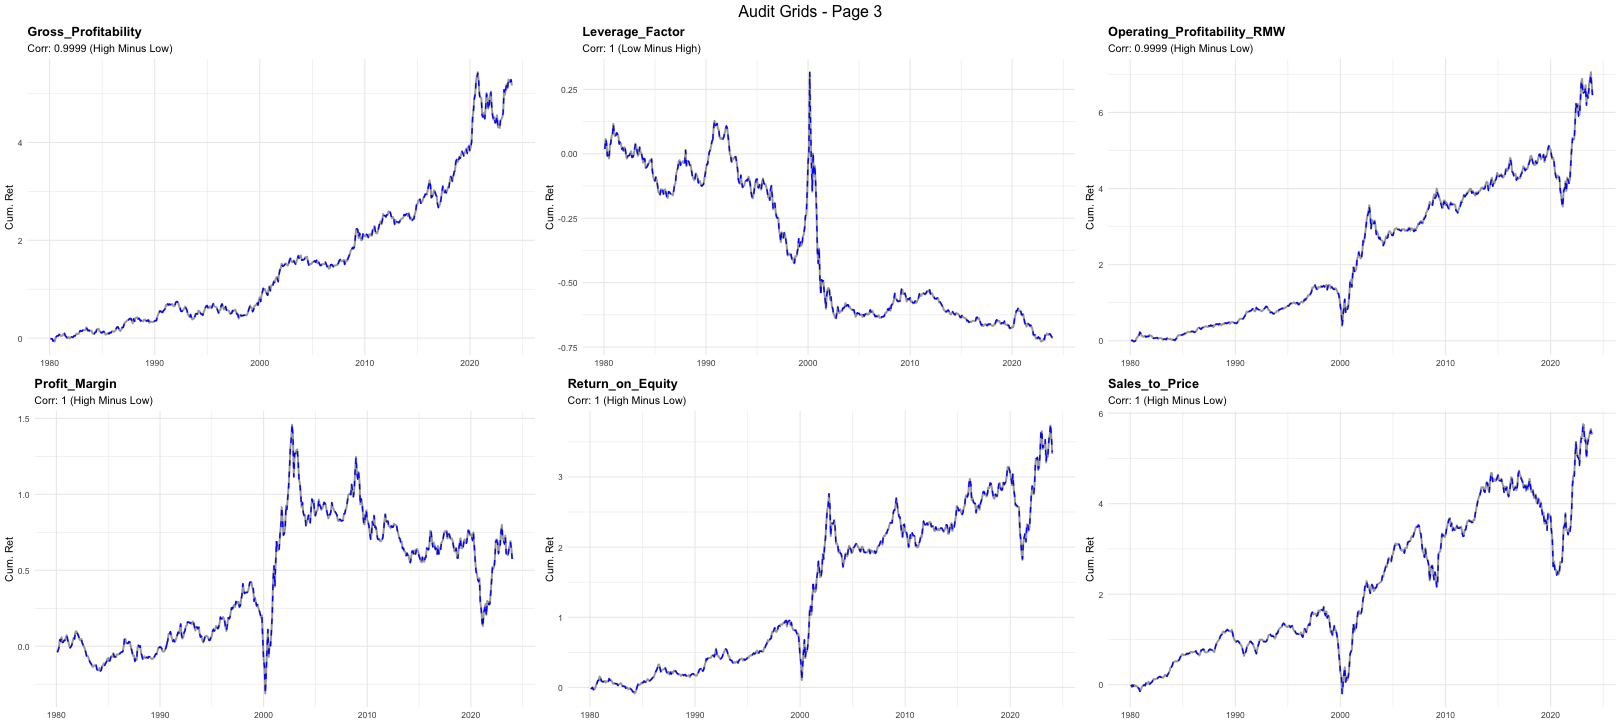 Audit Grids - Page 3
Gross_Profitability
Corr: 0.9999 (High Minus Low)
Cum. Ret
4
2
0
1980 1990 2000 2010 2020
Leverage_Factor
Corr: 1 (Low Minus High)
Cum. Ret
0.25
0.00
-0.25
-0.50
-0.75
1980 1990 2000 2010 2020
Operating_Profitability_RMW
Corr: 0.9999 (High Minus Low)
Cum. Ret
6
4
2
0
1980 1990 2000 2010 2020
Profit_Margin
Corr: 1 (High Minus Low)
Cum. Ret
1.5
1.0
0.5
0.0
1980 1990 2000 2010 2020
Return_on_Equity
Corr: 1 (High Minus Low)
Cum. Ret
3
2
1
0
1980 1990 2000 2010 2020
Sales_to_Price
Corr: 1 (High Minus Low)
Cum. Ret
6
4
2
0
1980 1990 2000 2010 2020